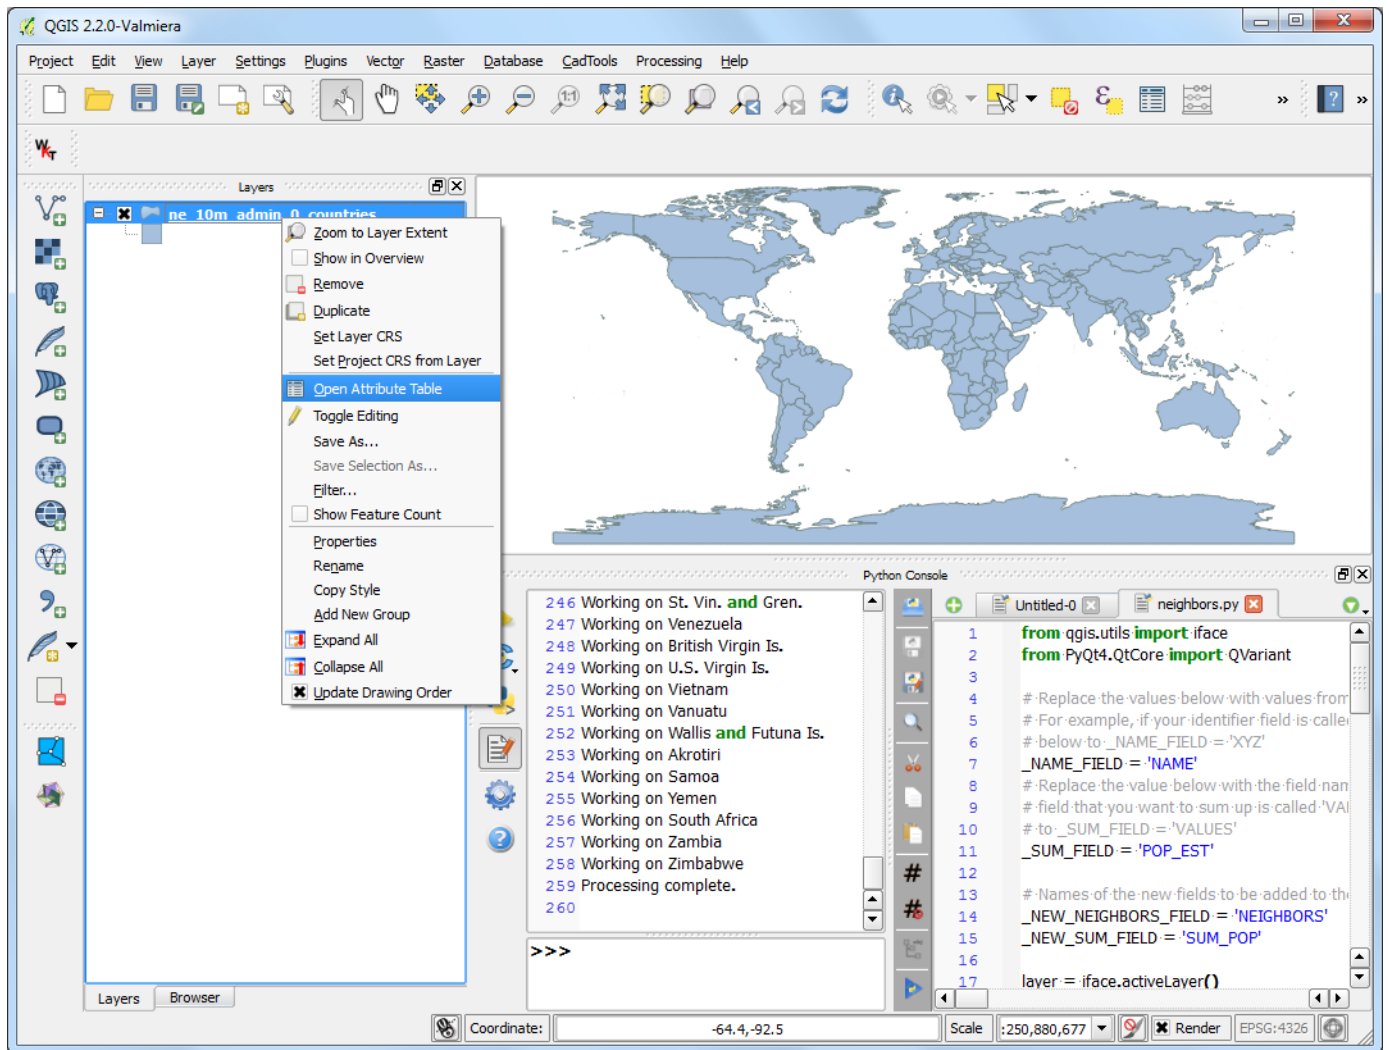 QGIS 2.2.0-Valmiera
Project Edit View Layer Settings Plugins Vector Raster Database CadTools Processing Help
1:1
WKT
Layers
ne_10m_admin_0_countries
Zoom to Layer Extent
Show in Overview
Remove
Duplicate
Set Layer CRS
Set Project CRS from Layer
Open Attribute Table
Toggle Editing
Save As...
Save Selection As...
Filter...
Show Feature Count
Properties
Rename
Copy Style
Add New Group
Expand All
Collapse All
Update Drawing Order
Layers Browser
Python Console
246 Working on St. Vin. and Gren.
247 Working on Venezuela
248 Working on British Virgin Is.
249 Working on U.S. Virgin Is.
250 Working on Vietnam
251 Working on Vanuatu
252 Working on Wallis and Futuna Is.
253 Working on Akrotiri
254 Working on Samoa
255 Working on Yemen
256 Working on South Africa
257 Working on Zambia
258 Working on Zimbabwe
259 Processing complete.
260
>>>
Untitled-0 neighbors.py
1 from qgis.utils import iface
2 from PyQt4.QtCore import QVariant
3
4 # Replace the values below with values from
5 # For example, if your identifier field is called
6 # below to _NAME_FIELD = 'XYZ'
7 _NAME_FIELD = 'NAME'
8 # Replace the value below with the field nam
9 # field that you want to sum up is called 'VAL
10 # to _SUM_FIELD = 'VALUES'
11 _SUM_FIELD = 'POP_EST'
12
13 # Names of the new fields to be added to the
14 _NEW_NEIGHBORS_FIELD = 'NEIGHBORS'
15 _NEW_SUM_FIELD = 'SUM_POP'
16
17 layer = iface.activeLayer()
Coordinate: -64.4,-92.5 Scale :250,880,677 Render EPSG:4326